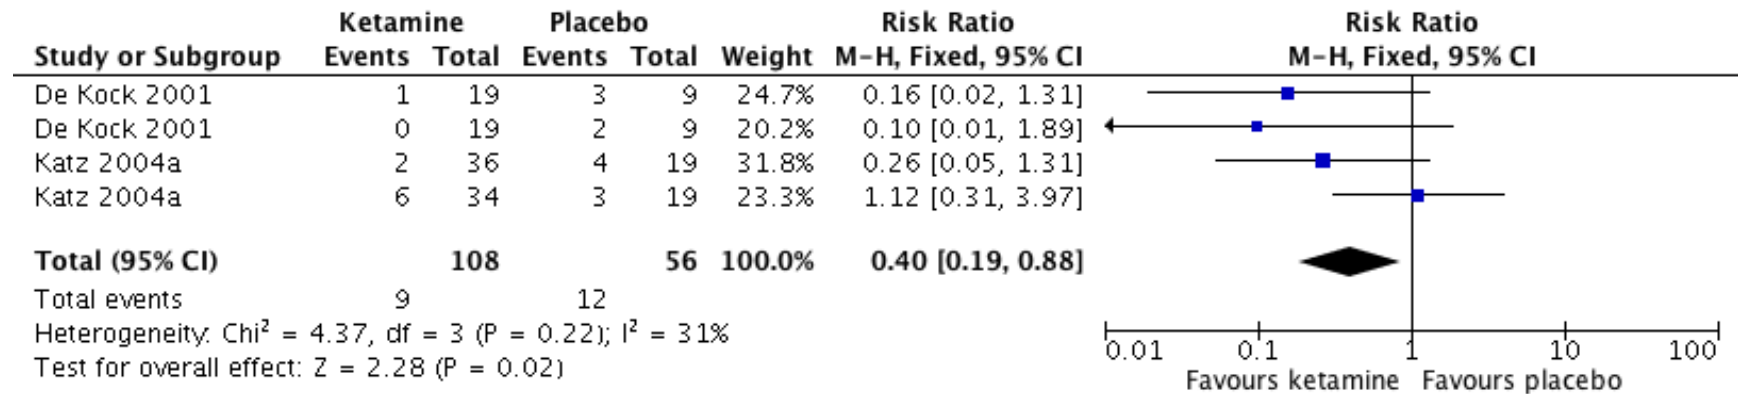 Ketamine Placebo Risk Ratio Risk Ratio
Study or Subgroup Events Total Events Total Weight M-H, Fixed, 95% CI M-H, Fixed, 95% CI
De Kock 2001 1 19 3 9 24.7% 0.16 [0.02, 1.31]
De Kock 2001 0 19 2 9 20.2% 0.10 [0.01, 1.89]
Katz 2004a 2 36 4 19 31.8% 0.26 [0.05, 1.31]
Katz 2004a 6 34 3 19 23.3% 1.12 [0.31, 3.97]
Total (95% CI) 108 56 100.0% 0.40 [0.19, 0.88]
Total events 9 12
Heterogeneity: Chi² = 4.37, df = 3 (P = 0.22); I² = 31%
Test for overall effect: Z = 2.28 (P = 0.02)
0.01 0.1 1 10 100
Favours ketamine Favours placebo